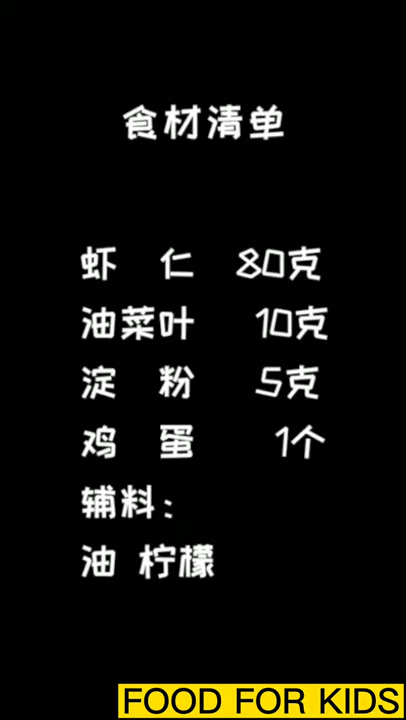 食材清单
虾 仁 80克
油菜叶 10克
淀 粉 5克
鸡 蛋 1个
辅料：
油 柠檬
FOOD FOR KIDS